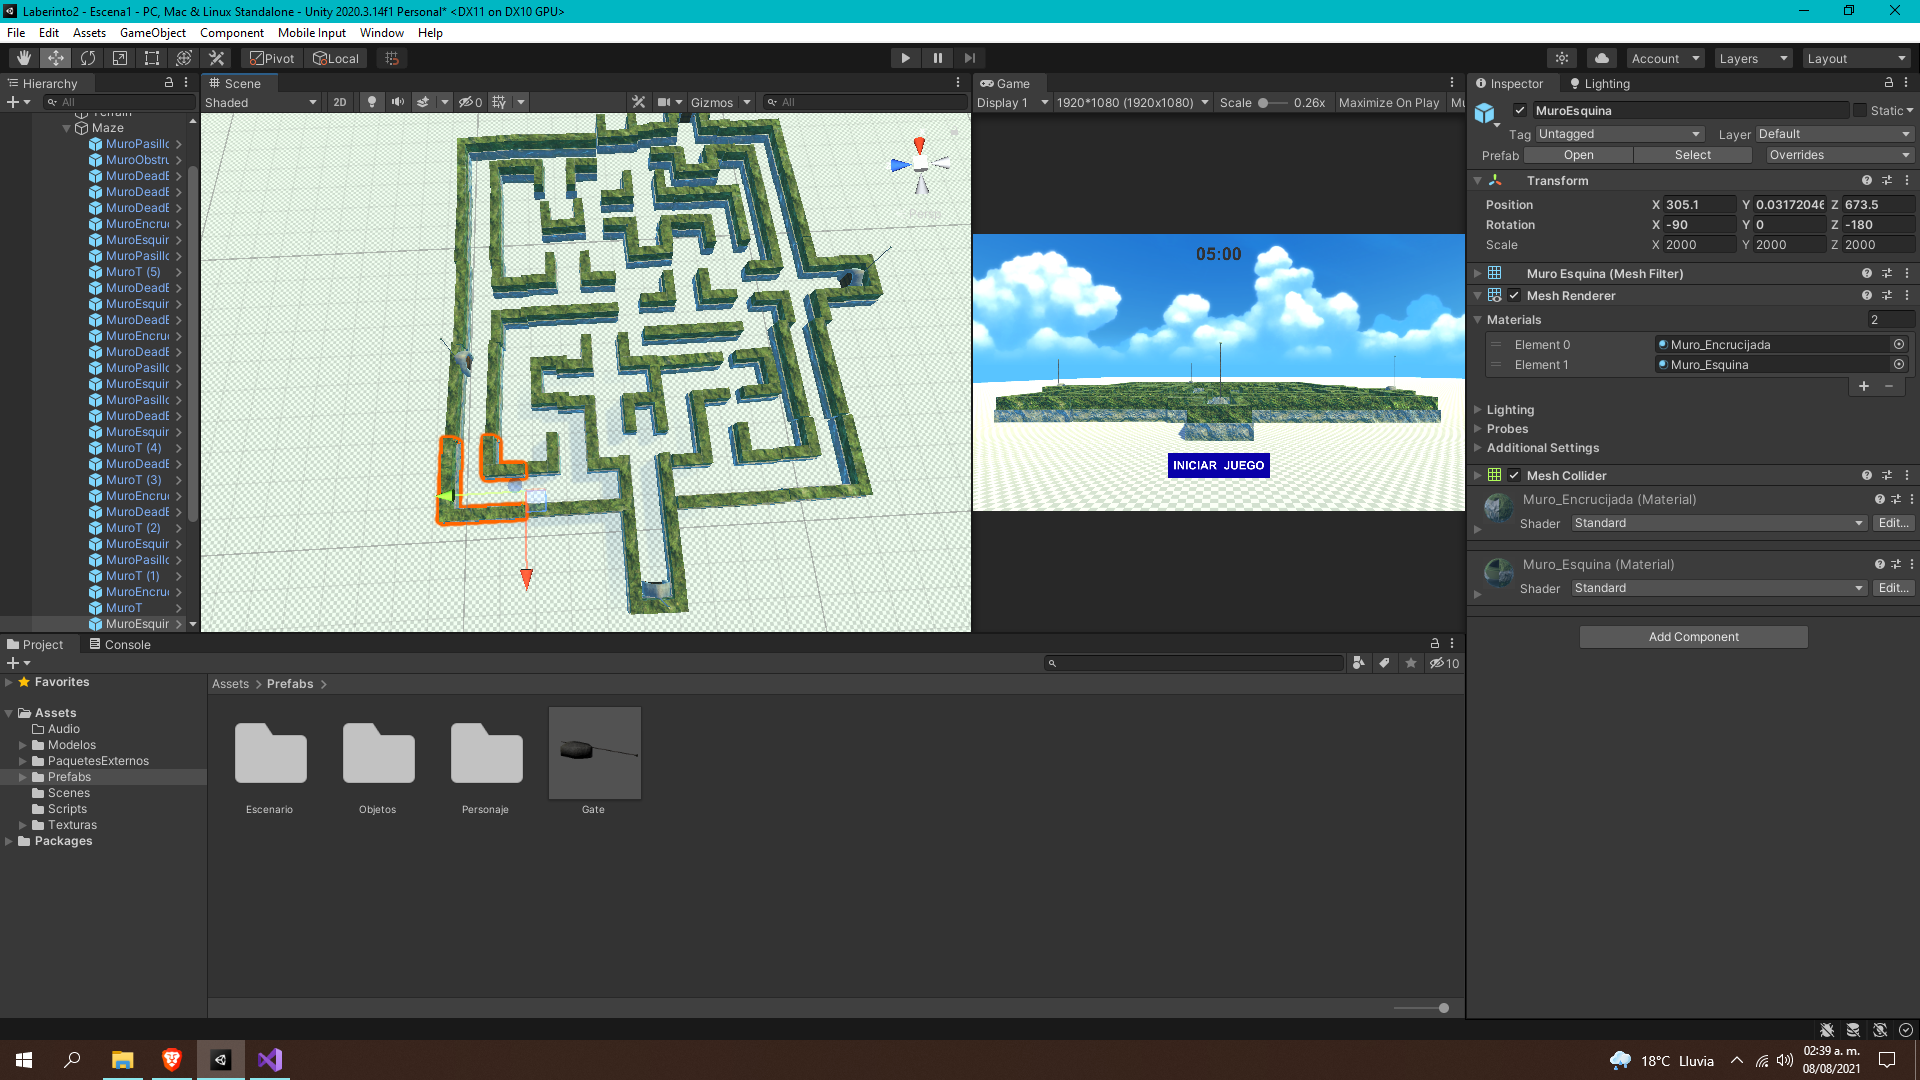 Laberinto2 - Escena1 - PC, Mac & Linux Standalone - Unity 2020.3.14f1 Personal* <DX11 on DX10 GPU>
File Edit Assets GameObject Component Mobile Input Window Help
Pivot Local Account Layers Layout
Hierarchy
All
Terrain
Maze
MuroPasillo
MuroObstru
MuroDeadE
MuroDeadE
MuroDeadE
MuroEncru
MuroEsquir
MuroPasillo
MuroT (5)
MuroDeadE
MuroEsquir
MuroDeadE
MuroEncru
MuroDeadE
MuroPasillo
MuroEsquir
MuroPasillo
MuroDeadE
MuroEsquir
MuroT (4)
MuroDeadE
MuroT (3)
MuroEncru
MuroDeadE
MuroT (2)
MuroEsquir
MuroPasillo
MuroT (1)
MuroEncru
MuroT
MuroEsquir
Scene
Shaded 2D 0 Gizmos All
Persp
Game
Display 1 1920*1080 (1920x1080) Scale 0.26x Maximize On Play Mu
05:00
INICIAR JUEGO
Inspector Lighting
MuroEsquina Static
Tag Untagged Layer Default
Prefab Open Select Overrides
Transform
Position X 305.1 Y 0.03172046 Z 673.5
Rotation X -90 Y 0 Z -180
Scale X 2000 Y 2000 Z 2000
Muro Esquina (Mesh Filter)
Mesh Renderer
Materials 2
Element 0 Muro_Encrucijada
Element 1 Muro_Esquina
Lighting
Probes
Additional Settings
Mesh Collider
Muro_Encrucijada (Material)
Shader Standard Edit...
Muro_Esquina (Material)
Shader Standard Edit...
Add Component
Project Console
10
Favorites
Assets
Audio
Modelos
PaquetesExternos
Prefabs
Scenes
Scripts
Texturas
Packages
Assets > Prefabs >
Escenario Objetos Personaje Gate
18°C Lluvia
02:39 a. m.
08/08/2021